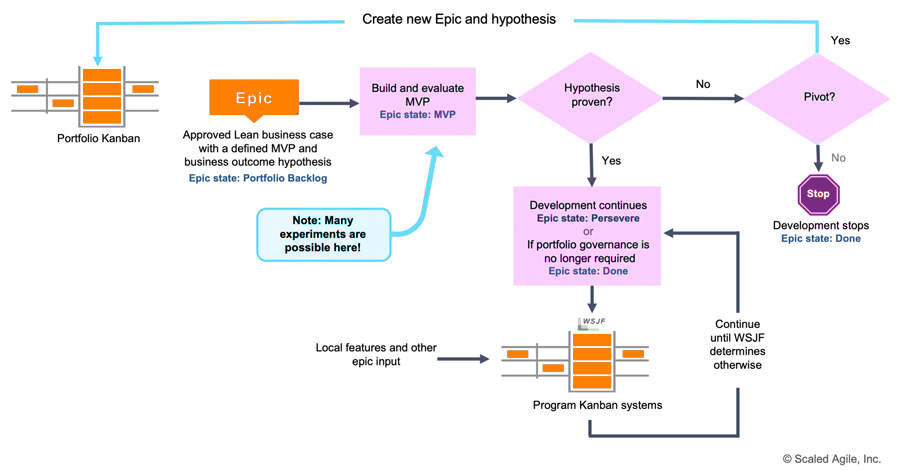 Create new Epic and hypothesis
Yes
Portfolio Kanban
Epic
Approved Lean business case
with a defined MVP and
business outcome hypothesis
Epic state: Portfolio Backlog
Build and evaluate
MVP
Epic state: MVP
Hypothesis
proven?
No
Pivot?
No
Stop
Development stops
Epic state: Done
Note: Many
experiments are
possible here!
Yes
Development continues
Epic state: Persevere
or
If portfolio governance is
no longer required
Epic state: Done
WSJF
Local features and other
epic input
Program Kanban systems
Continue
until WSJF
determines
otherwise
© Scaled Agile, Inc.